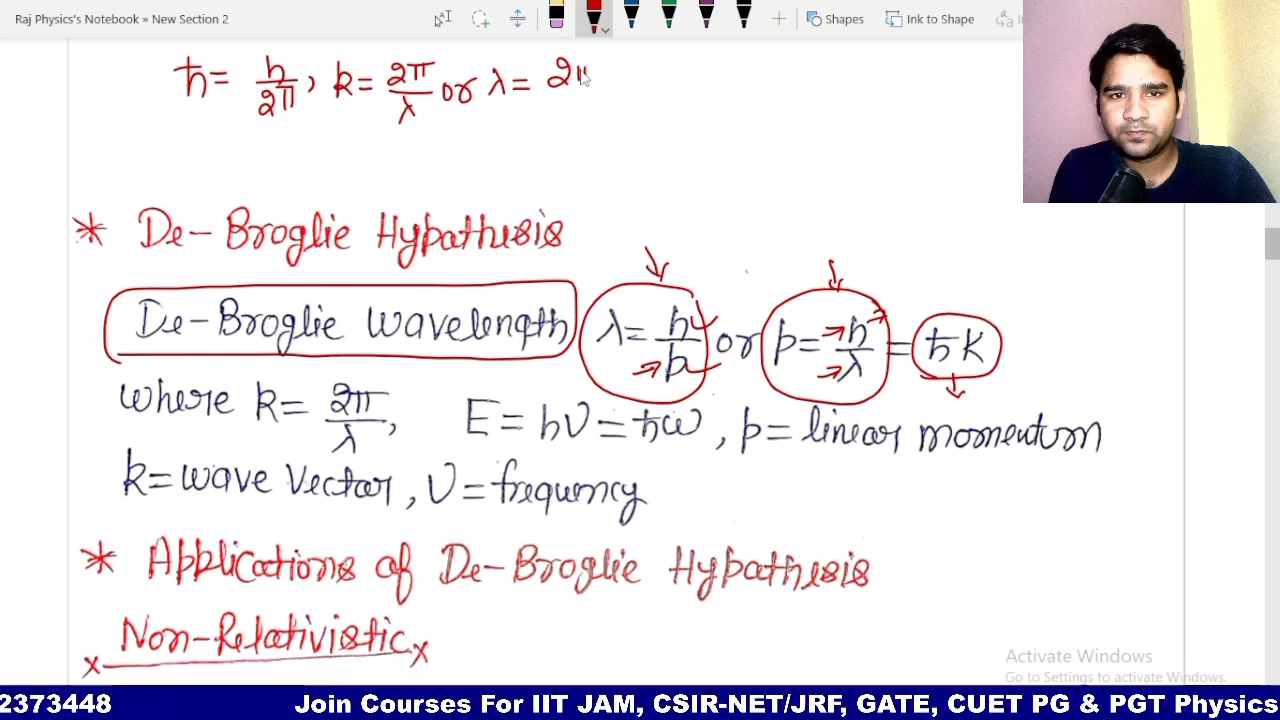 Raj Physics's Notebook » New Section 2
Shapes Ink to Shape
ħ = h/2π, k = 2π/λ or λ = 2π
* De-Broglie Hypathesis
De-Broglie wavelength λ = h/p or p = h/λ = ħk
where k = 2π/λ, E = hν = ħω, p = linear momentum
k = wave vector, ν = frequency
* Applications of De-Broglie Hypathesis
Non-Relativistic
Activate Windows
Go to Settings to activate Windows.
2373448 Join Courses For IIT JAM, CSIR-NET/JRF, GATE, CUET PG & PGT Physics